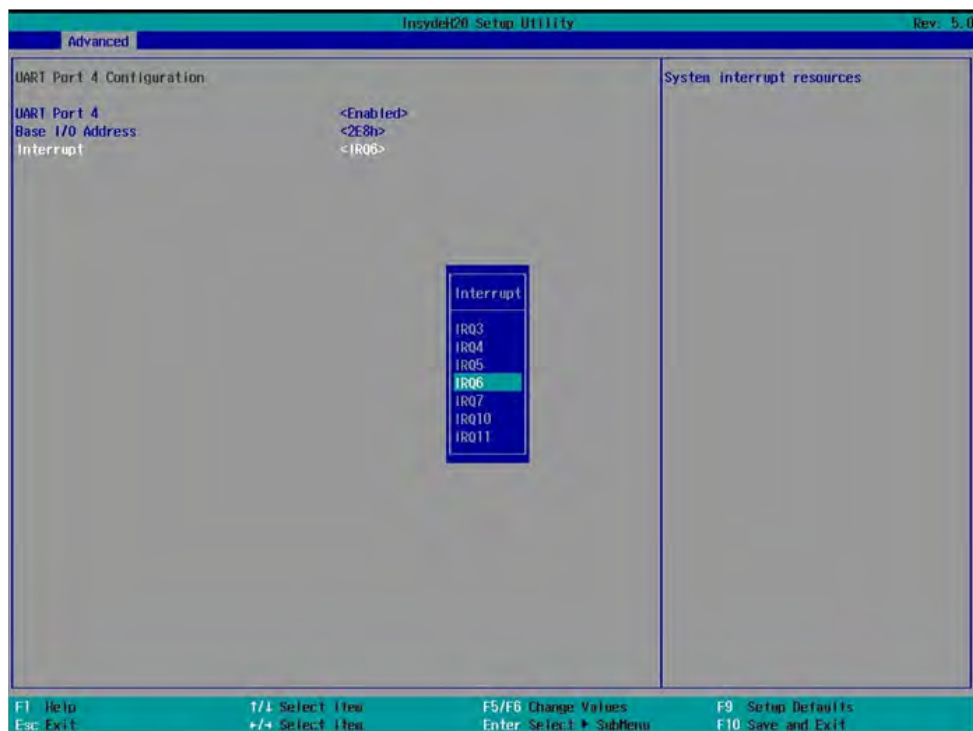 InsydeH20 Setup Utility Rev: 5.0
Advanced
UART Port 4 Configuration
System interrupt resources
UART Port 4 <Enabled>
Base I/O Address <2E8h>
Interrupt <IRQ6>
Interrupt
IRQ3
IRQ4
IRQ5
IRQ6
IRQ7
IRQ10
IRQ11
F1 Help ↑/↓ Select Item F5/F6 Change Values F9 Setup Defaults
Esc Exit ←/→ Select Item Enter Select ▶ SubMenu F10 Save and Exit